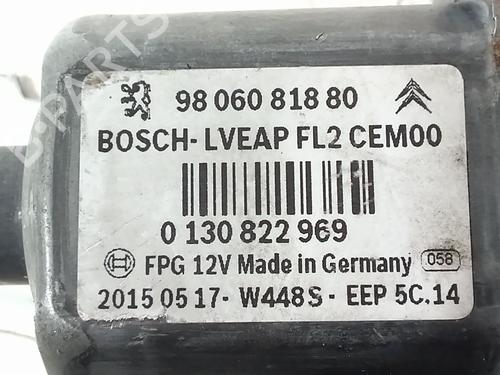 98 060 818 80
BOSCH-LVEAP FL2 CEM00
0 130 822 969
FPG 12V Made in Germany 058
2015 05 17- W448S - EEP 5C.14
B-PARTS